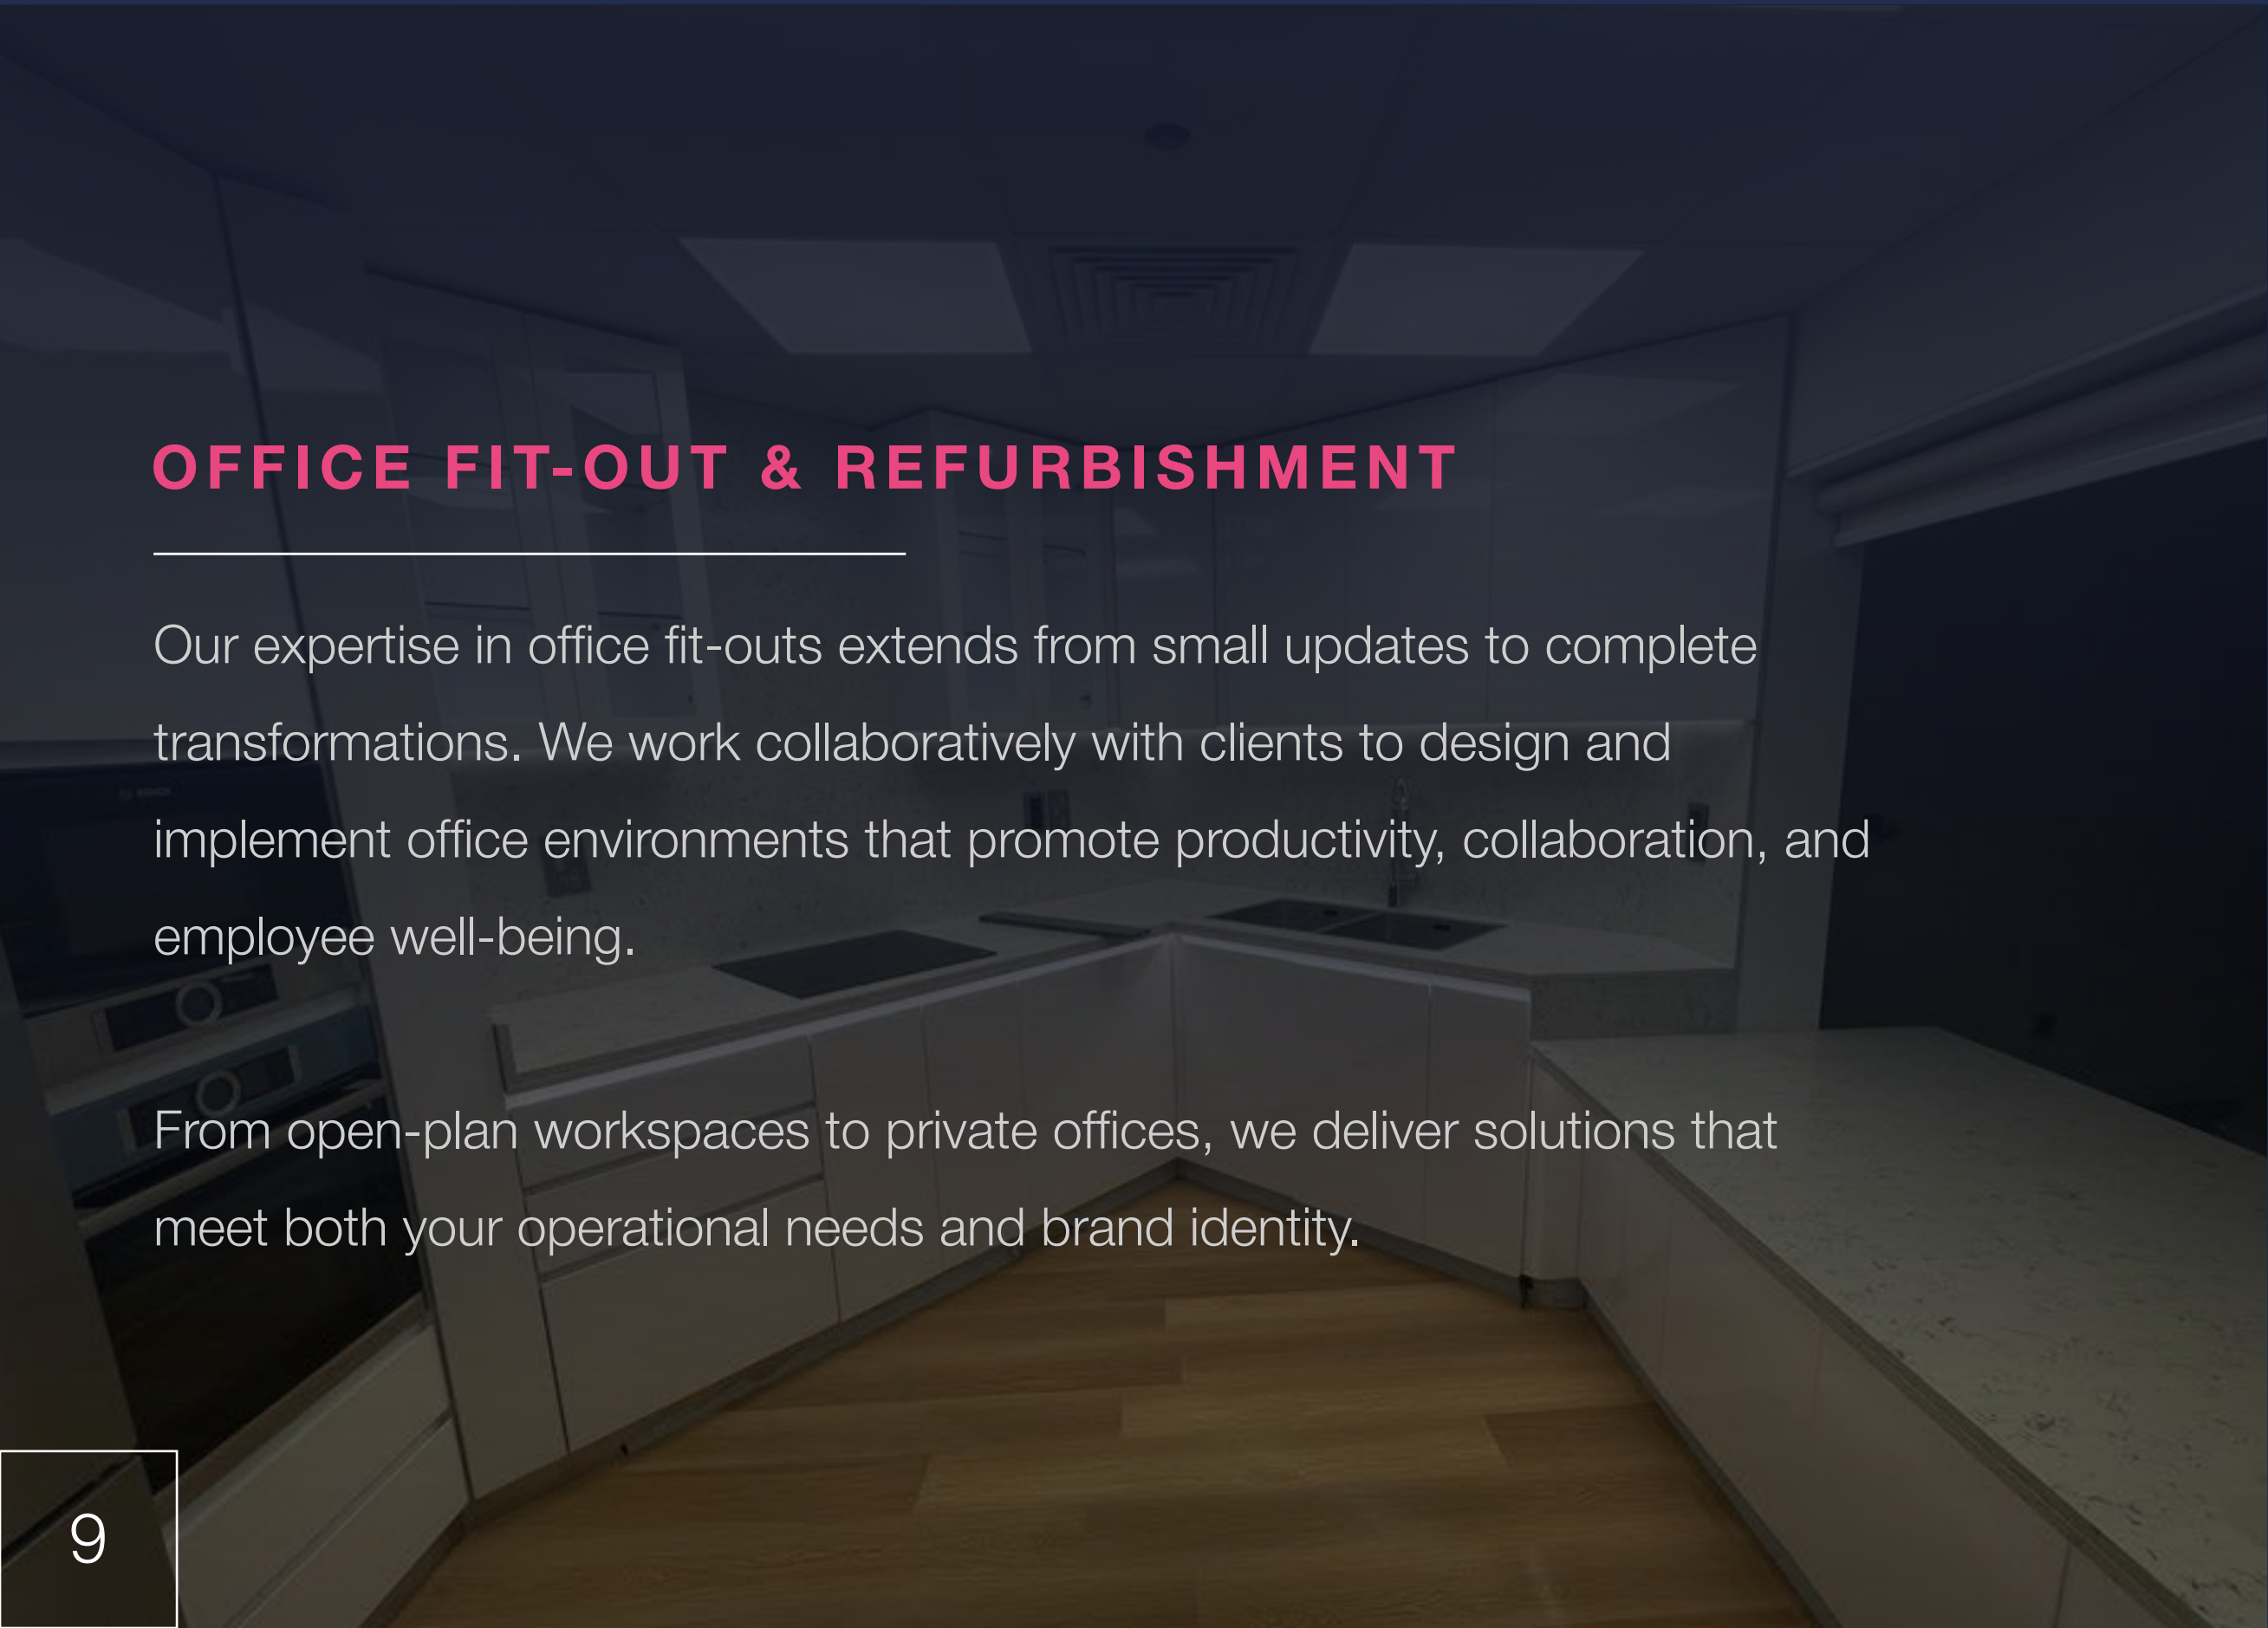 OFFICE FIT-OUT & REFURBISHMENT
Our expertise in office fit-outs extends from small updates to complete
transformations. We work collaboratively with clients to design and
implement office environments that promote productivity, collaboration, and
employee well-being.
From open-plan workspaces to private offices, we deliver solutions that
meet both your operational needs and brand identity.
9